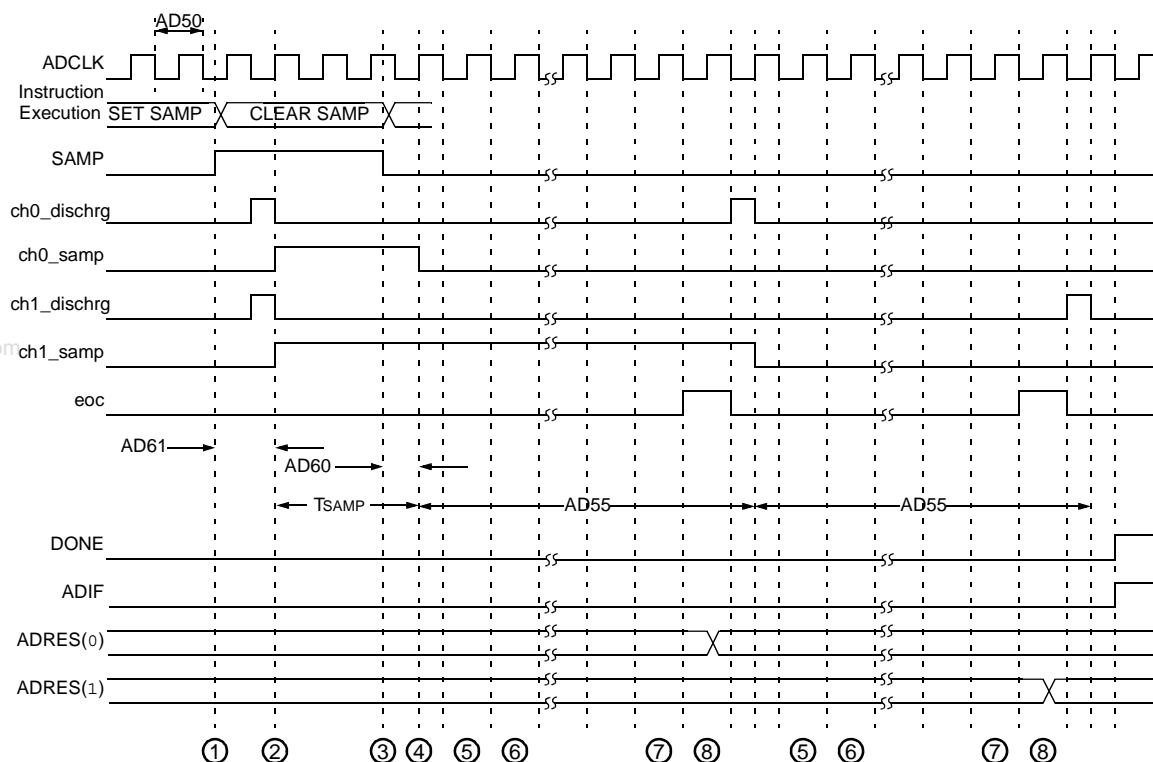 AD50
ADCLK
Instruction
Execution SET SAMP CLEAR SAMP
SAMP
ch0_dischrg
ch0_samp
ch1_dischrg
om
ch1_samp
eoc
AD61
AD60
TSAMP AD55 AD55
DONE
ADIF
ADRES(0)
ADRES(1)
1 2 3 4 5 6 7 8 5 6 7 8